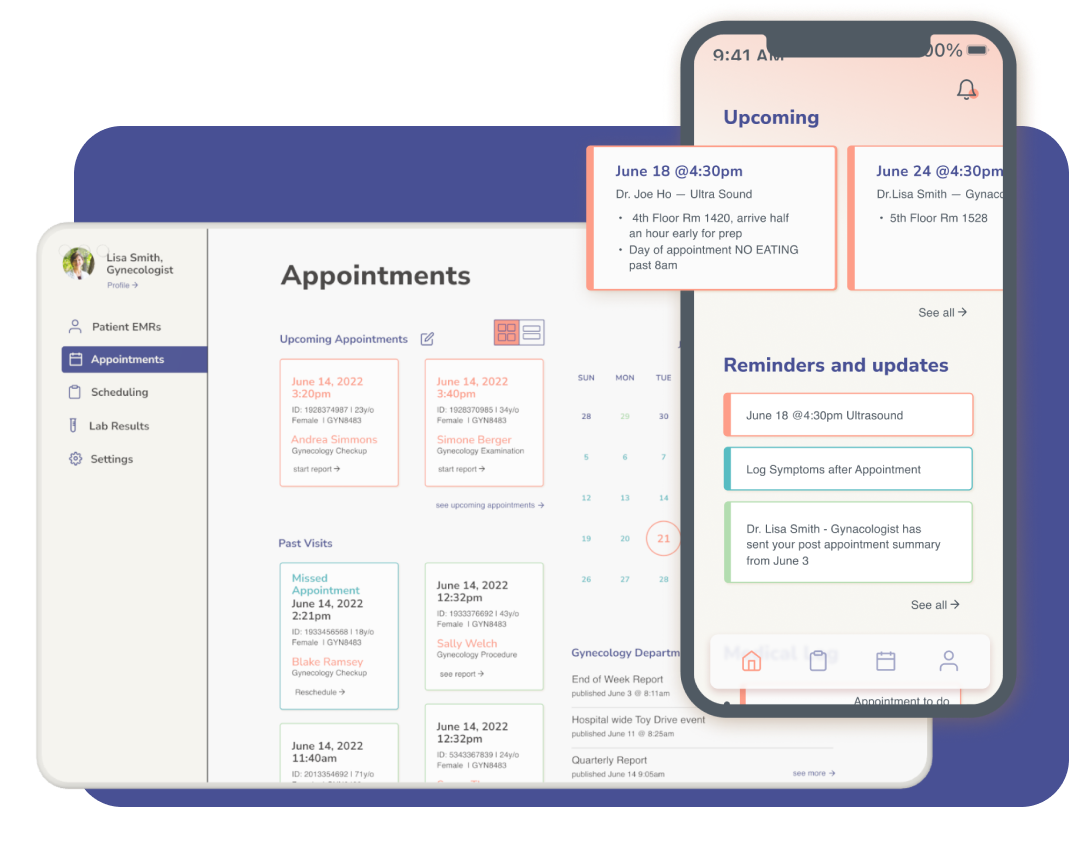 9:41 AM
00%
Upcoming
June 18 @4:30pm
Dr. Joe Ho — Ultra Sound
• 4th Floor Rm 1420, arrive half
an hour early for prep
• Day of appointment NO EATING
past 8am
June 24 @4:30pm
Dr.Lisa Smith — Gynaco
• 5th Floor Rm 1528
See all →
Reminders and updates
June 18 @4:30pm Ultrasound
Log Symptoms after Appointment
Dr. Lisa Smith - Gynacologist has
sent your post appointment summary
from June 3
See all →
Medical Log
Appointment to do
Lisa Smith,
Gynecologist
Profile →
Patient EMRs
Appointments
Scheduling
Lab Results
Settings
Appointments
Upcoming Appointments
June 14, 2022
3:20pm
ID: 1928374987 | 23y/o
Female | GYN8483
Andrea Simmons
Gynecology Checkup
start report →
June 14, 2022
3:40pm
ID: 1928370985 | 34y/o
Female | GYN8483
Simone Berger
Gynecology Examination
start report →
see upcoming appointments →
Past Visits
Missed
Appointment
June 14, 2022
2:21pm
ID: 1933456568 | 18y/o
Female | GYN8483
Blake Ramsey
Gynecology Checkup
Reschedule →
June 14, 2022
12:32pm
ID: 1933376692 | 43y/o
Female | GYN8483
Sally Welch
Gynecology Procedure
see report →
June 14, 2022
11:40am
ID: 2013354692 | 71y/o
June 14, 2022
12:32pm
ID: 5343367839 | 24y/o
Female | GYN8483
SUN MON TUE
28 29 30
5 6 7
12 13 14
19 20 21
26 27 28
Gynecology Departm
End of Week Report
published June 3 @ 8:11am
Hospital wide Toy Drive event
published June 11 @ 8:25am
Quarterly Report
published June 14 9:05am
see more →